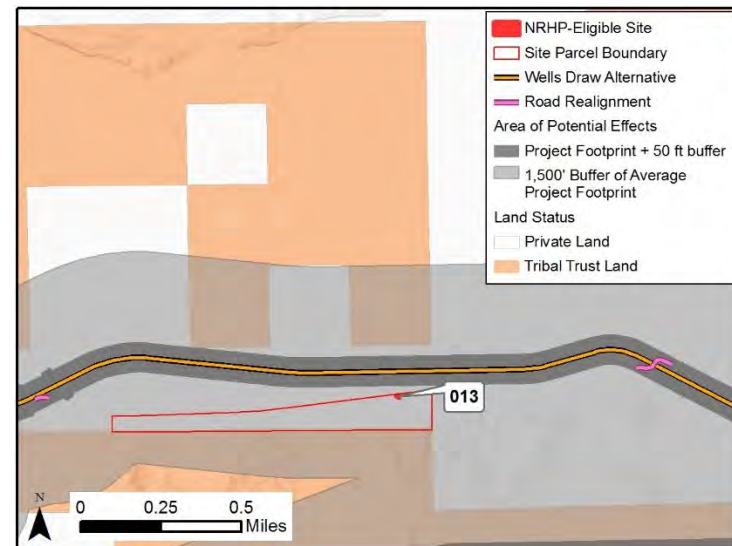 NRHP-Eligible Site
Site Parcel Boundary
Wells Draw Alternative
Road Realignment
Area of Potential Effects
Project Footprint + 50 ft buffer
1,500' Buffer of Average
Project Footprint
Land Status
Private Land
Tribal Trust Land
013
N
0 0.25 0.5
Miles